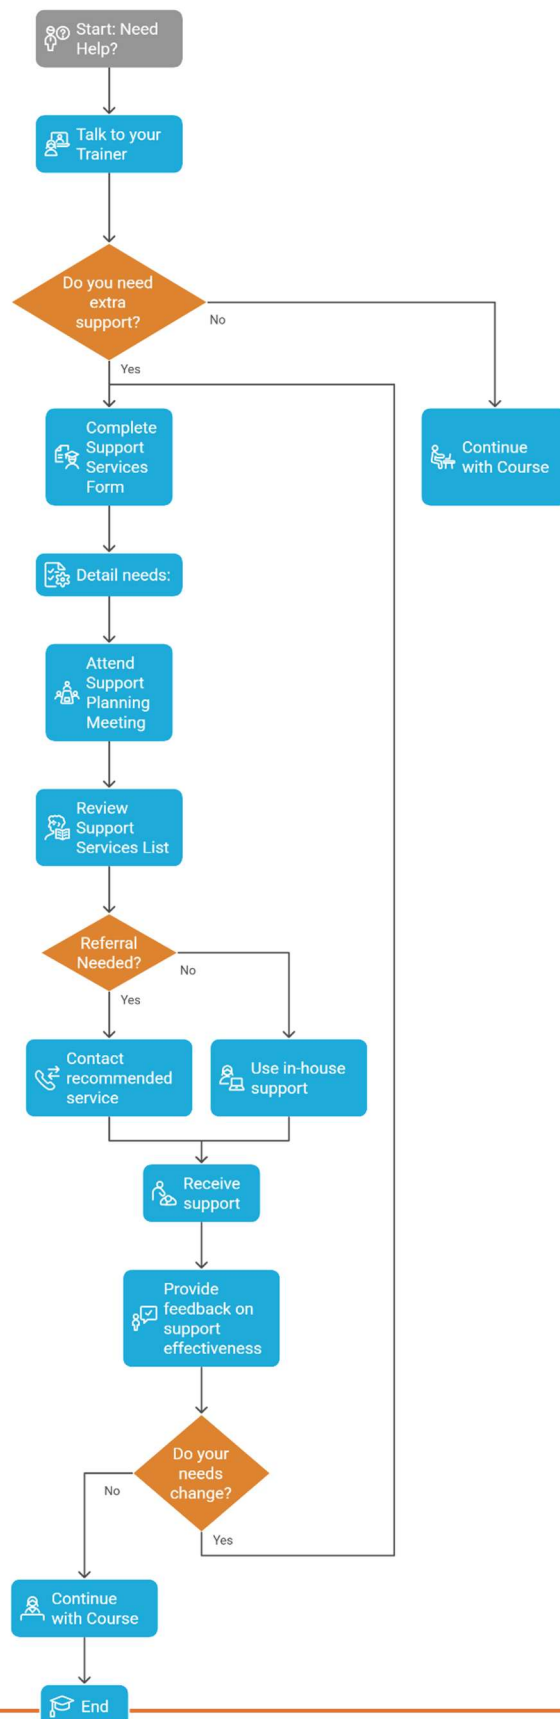 Start: Need
Help?
Talk to your
Trainer
Do you need
extra
support?
No
Yes
Complete
Support
Services
Form
Continue
with Course
Detail needs:
Attend
Support
Planning
Meeting
Review
Support
Services List
Referral
Needed?
No
Yes
Contact
recommended
service
Use in-house
support
Receive
support
Provide
feedback on
support
effectiveness
Do your
needs
change?
No
Yes
Continue
with Course
End